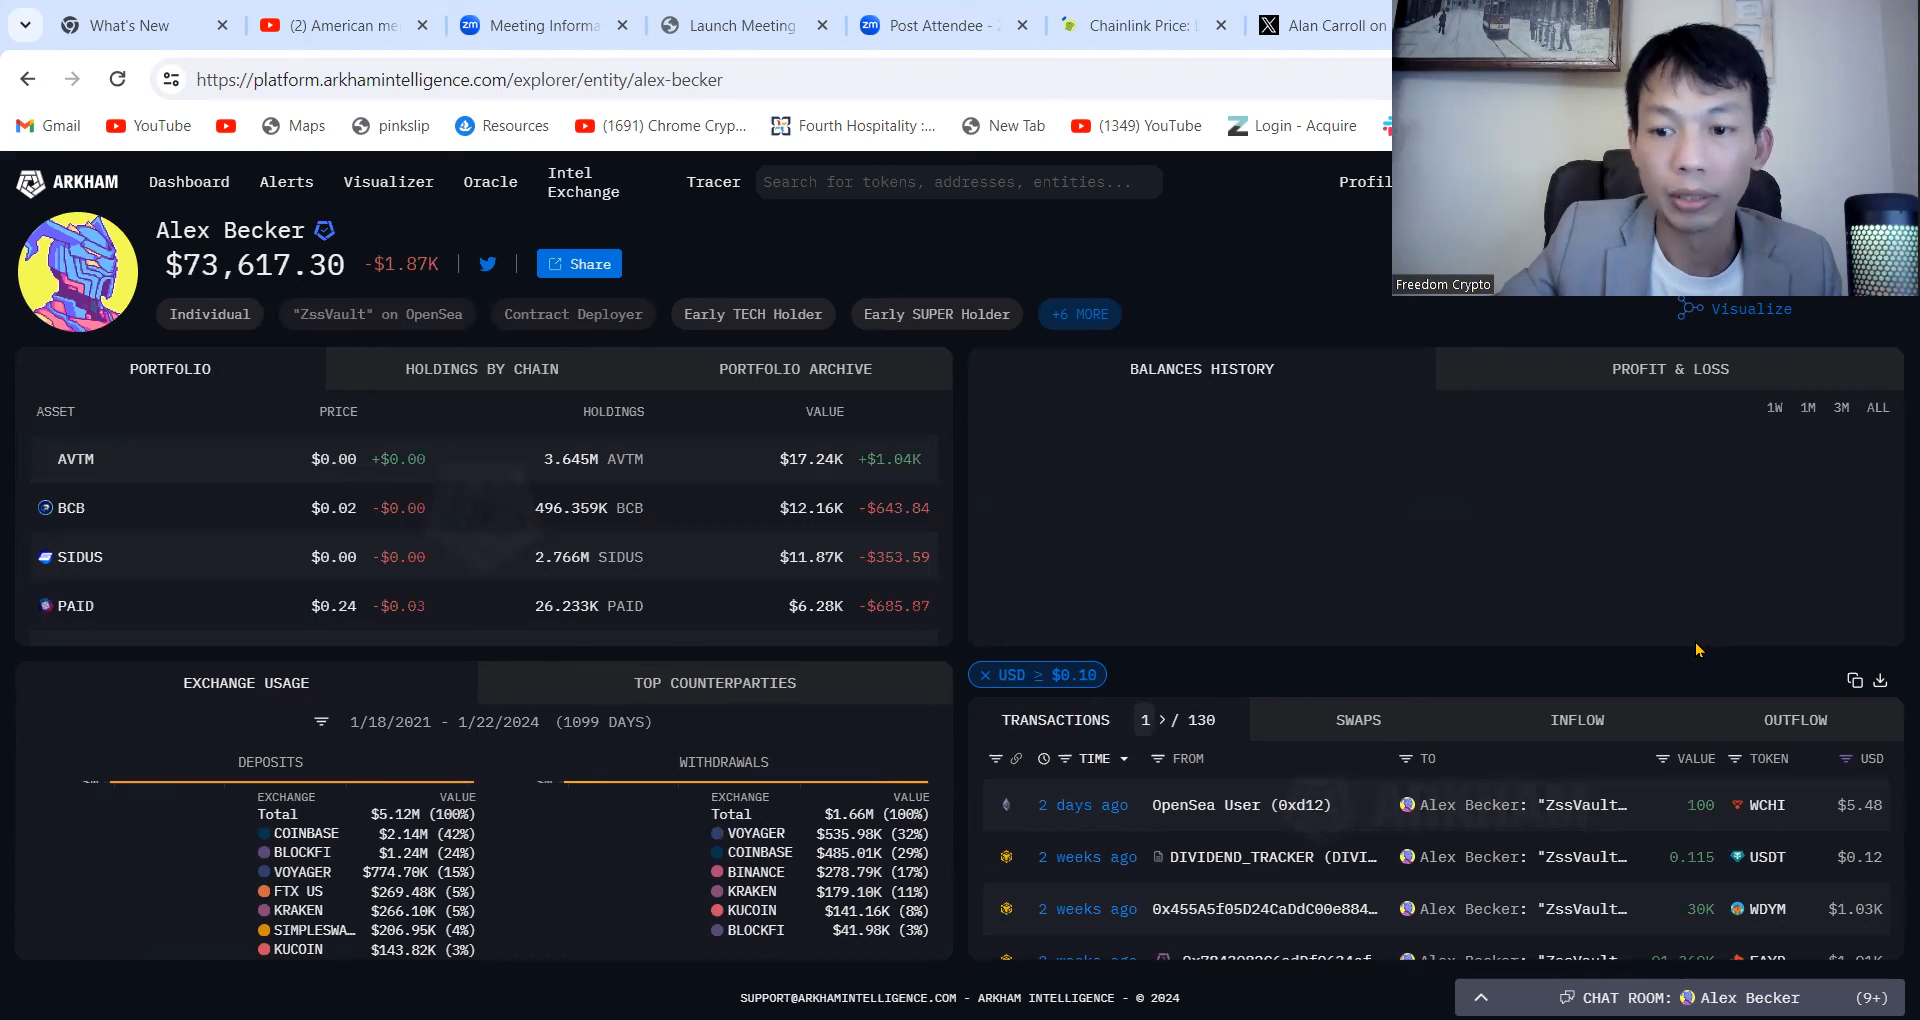 What's New
(2) American me
Meeting Informa
Launch Meeting
Post Attendee -
Chainlink Price:
Alan Carroll on
https://platform.arkhamintelligence.com/explorer/entity/alex-becker
Gmail
YouTube
Maps
pinkslip
Resources
(1691) Chrome Cryp...
Fourth Hospitality :...
New Tab
(1349) YouTube
Login - Acquire
ARKHAM
Dashboard
Alerts
Visualizer
Oracle
Intel Exchange
Tracer
Search for tokens, addresses, entities...
Profil
Freedom Crypto
Alex Becker
$73,617.30 -$1.87K
Share
Individual
"ZssVault" on OpenSea
Contract Deployer
Early TECH Holder
Early SUPER Holder
+6 MORE
Visualize
PORTFOLIO
HOLDINGS BY CHAIN
PORTFOLIO ARCHIVE
ASSET PRICE HOLDINGS VALUE
AVTM $0.00 +$0.00 3.645M AVTM $17.24K +$1.04K
BCB $0.02 -$0.00 496.359K BCB $12.16K -$643.84
SIDUS $0.00 -$0.00 2.766M SIDUS $11.87K -$353.59
PAID $0.24 -$0.03 26.233K PAID $6.28K -$685.87
BALANCES HISTORY
PROFIT & LOSS
1W 1M 3M ALL
EXCHANGE USAGE
TOP COUNTERPARTIES
1/18/2021 - 1/22/2024 (1099 DAYS)
DEPOSITS
EXCHANGE VALUE
Total $5.12M (100%)
COINBASE $2.14M (42%)
BLOCKFI $1.24M (24%)
VOYAGER $774.70K (15%)
FTX US $269.48K (5%)
KRAKEN $266.10K (5%)
SIMPLESWA... $206.95K (4%)
KUCOIN $143.82K (3%)
WITHDRAWALS
EXCHANGE VALUE
Total $1.66M (100%)
VOYAGER $535.98K (32%)
COINBASE $485.01K (29%)
BINANCE $278.79K (17%)
KRAKEN $179.10K (11%)
KUCOIN $141.16K (8%)
BLOCKFI $41.98K (3%)
× USD ≥ $0.10
TRANSACTIONS 1 > / 130
SWAPS
INFLOW
OUTFLOW
TIME FROM TO VALUE TOKEN USD
2 days ago OpenSea User (0xd12) Alex Becker: "ZssVault… 100 WCHI $5.48
2 weeks ago DIVIDEND_TRACKER (DIVI… Alex Becker: "ZssVault… 0.115 USDT $0.12
2 weeks ago 0x455A5f05D24CaDdC00e884… Alex Becker: "ZssVault… 30K WDYM $1.03K
SUPPORT@ARKHAMINTELLIGENCE.COM - ARKHAM INTELLIGENCE - © 2024
CHAT ROOM: Alex Becker (9+)